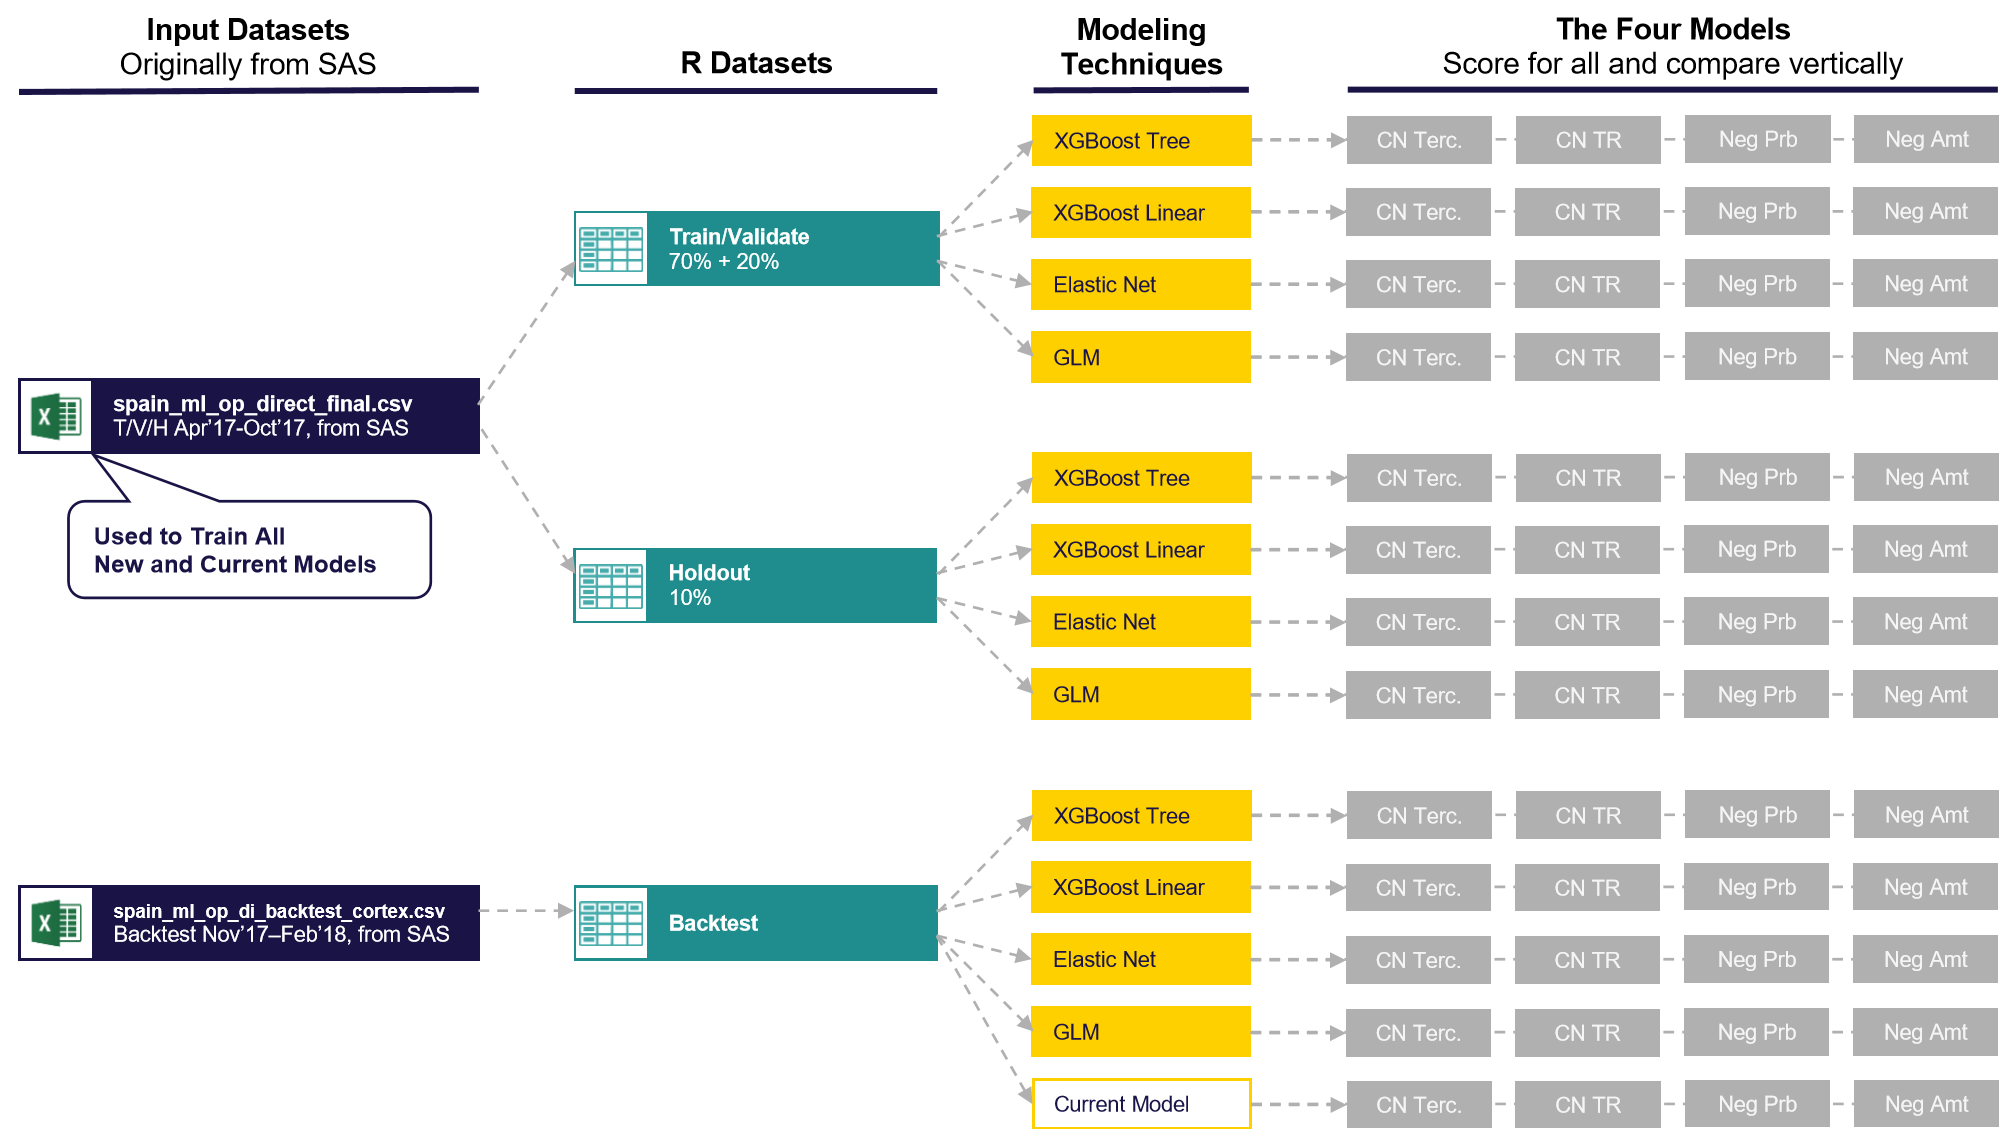 Input Datasets
Originally from SAS
R Datasets
Modeling
Techniques
The Four Models
Score for all and compare vertically
spain_ml_op_direct_final.csv
T/V/H Apr’17-Oct’17, from SAS
Used to Train All
New and Current Models
Train/Validate
70% + 20%
XGBoost Tree
CN Terc.
CN TR
Neg Prb
Neg Amt
XGBoost Linear
CN Terc.
CN TR
Neg Prb
Neg Amt
Elastic Net
CN Terc.
CN TR
Neg Prb
Neg Amt
GLM
CN Terc.
CN TR
Neg Prb
Neg Amt
Holdout
10%
XGBoost Tree
CN Terc.
CN TR
Neg Prb
Neg Amt
XGBoost Linear
CN Terc.
CN TR
Neg Prb
Neg Amt
Elastic Net
CN Terc.
CN TR
Neg Prb
Neg Amt
GLM
CN Terc.
CN TR
Neg Prb
Neg Amt
spain_ml_op_di_backtest_cortex.csv
Backtest Nov’17–Feb’18, from SAS
Backtest
XGBoost Tree
CN Terc.
CN TR
Neg Prb
Neg Amt
XGBoost Linear
CN Terc.
CN TR
Neg Prb
Neg Amt
Elastic Net
CN Terc.
CN TR
Neg Prb
Neg Amt
GLM
CN Terc.
CN TR
Neg Prb
Neg Amt
Current Model
CN Terc.
CN TR
Neg Prb
Neg Amt